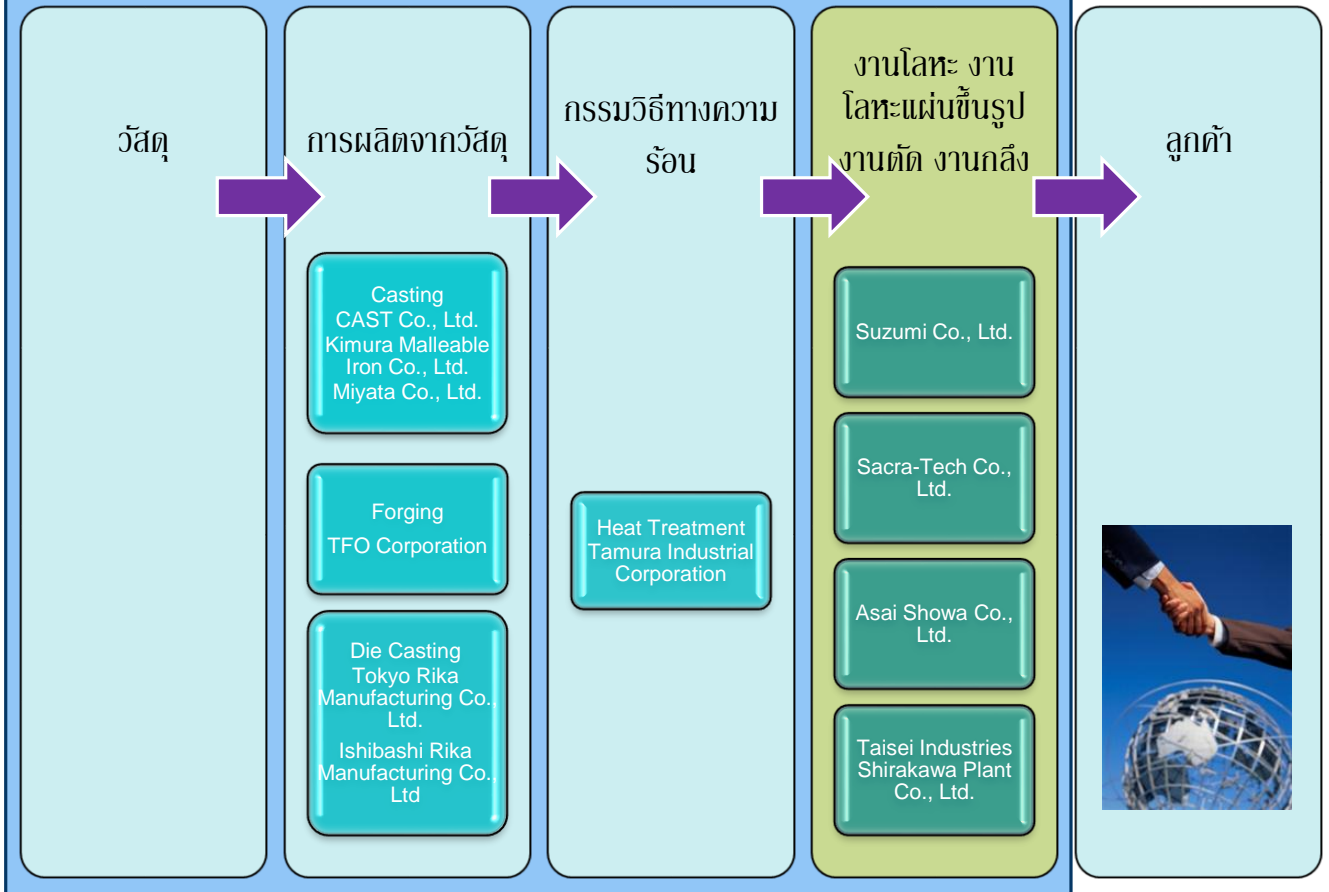 วัสดุ
การผลิตจากวัสดุ
Casting
CAST Co., Ltd.
Kimura Malleable
Iron Co., Ltd.
Miyata Co., Ltd.
Forging
TFO Corporation
Die Casting
Tokyo Rika
Manufacturing Co.,
Ltd.
Ishibashi Rika
Manufacturing Co.,
Ltd
กรรมวิธีทางความ
ร้อน
Heat Treatment
Tamura Industrial
Corporation
งานโลหะ งาน
โลหะแผ่นขึ้นรูป
งานตัด งานกลึง
Suzumi Co., Ltd.
Sacra-Tech Co.,
Ltd.
Asai Showa Co.,
Ltd.
Taisei Industries
Shirakawa Plant
Co., Ltd.
ลูกค้า